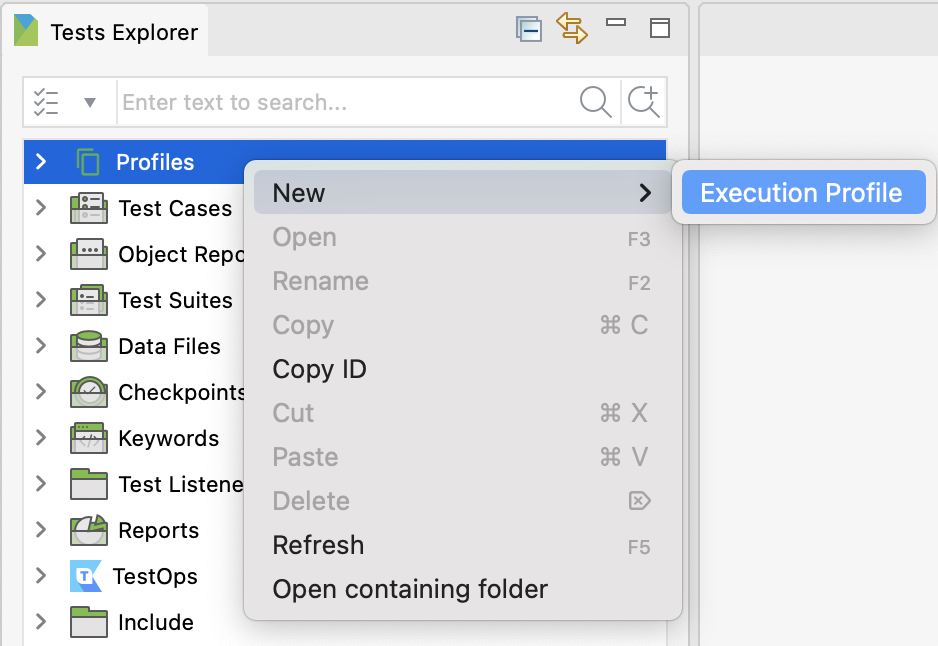 Tests Explorer
Enter text to search...
Profiles
Test Cases
Object Repo
Test Suites
Data Files
Checkpoints
Keywords
Test Listene
Reports
T TestOps
Include
New
Open F3
Rename F2
Copy ⌘ C
Copy ID
Cut ⌘ X
Paste ⌘ V
Delete
Refresh F5
Open containing folder
Execution Profile